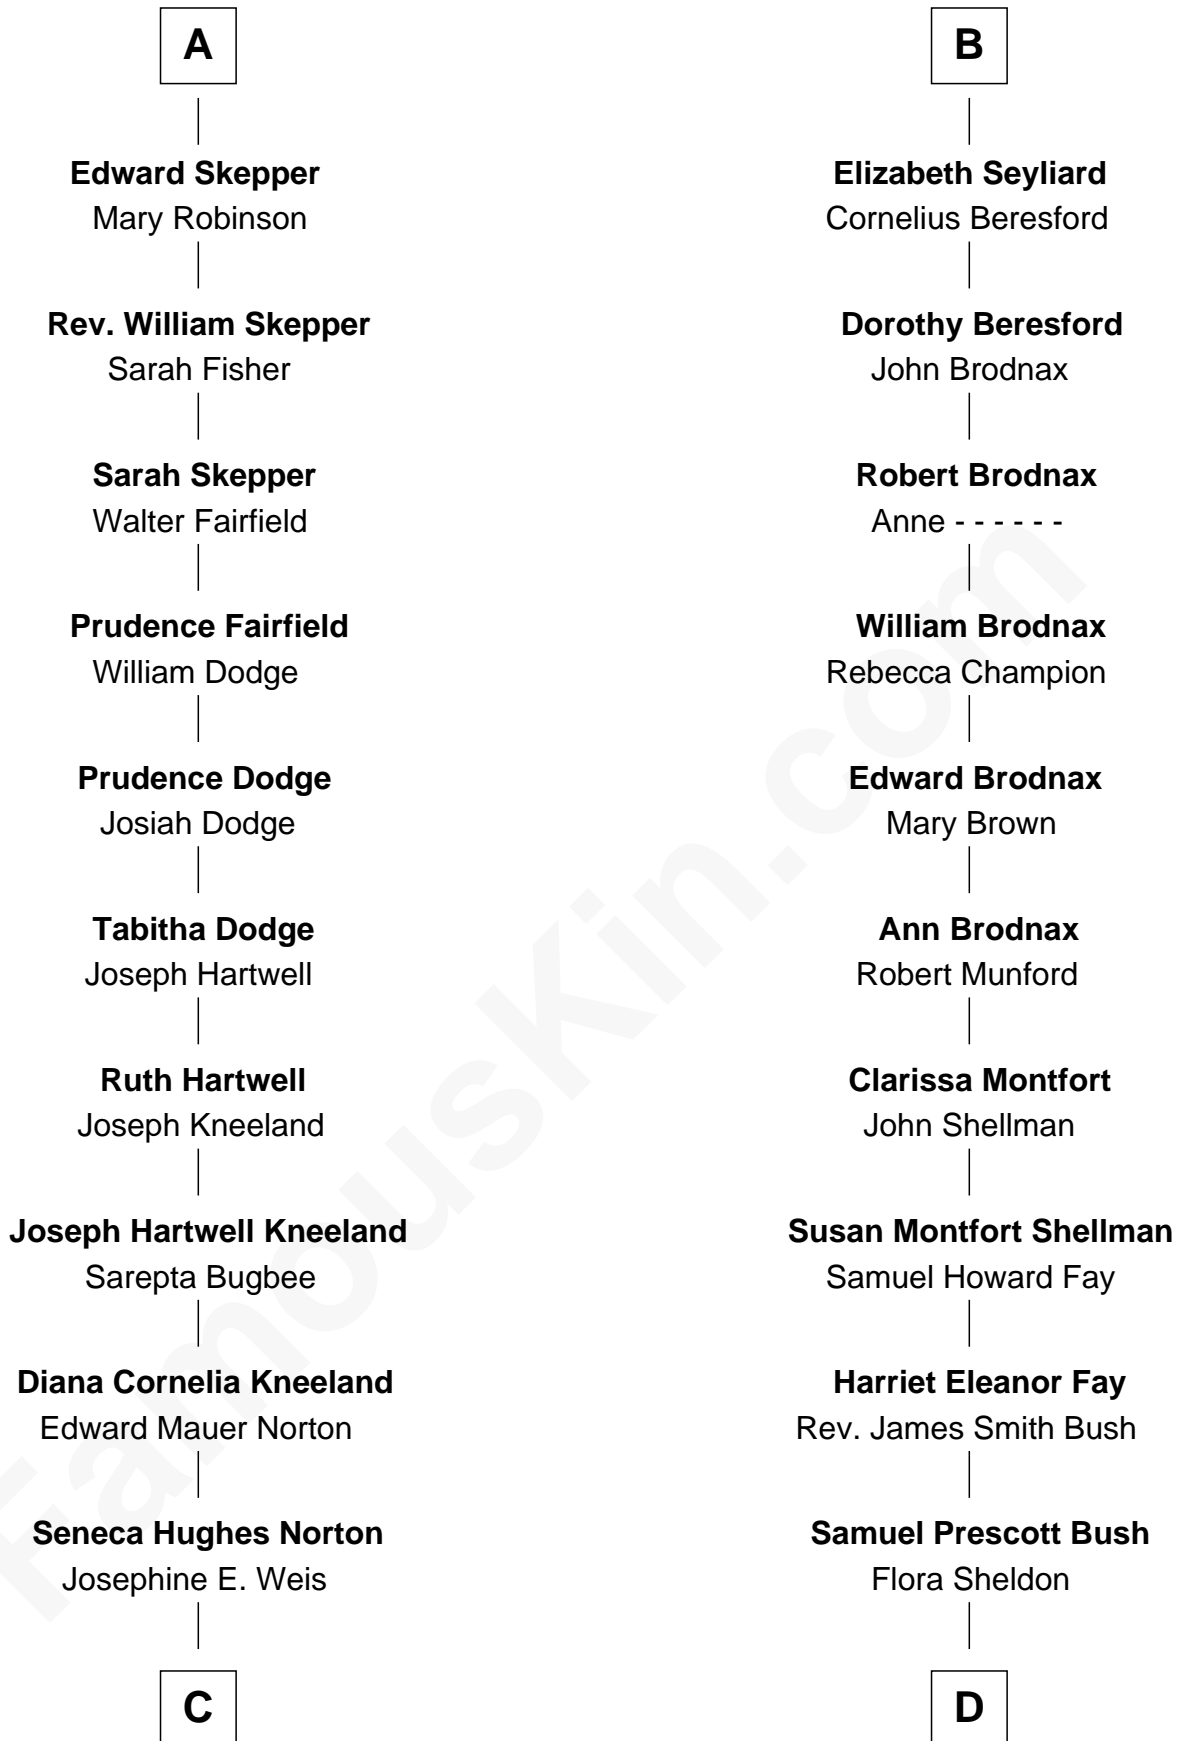 A
Edward Skepper
Mary Robinson
Rev. William Skepper
Sarah Fisher
Sarah Skepper
Walter Fairfield
Prudence Fairfield
William Dodge
Prudence Dodge
Josiah Dodge
Tabitha Dodge
Joseph Hartwell
Ruth Hartwell
Joseph Kneeland
Joseph Hartwell Kneeland
Sarepta Bugbee
Diana Cornelia Kneeland
Edward Mauer Norton
Seneca Hughes Norton
Josephine E. Weis
C
B
Elizabeth Seyliard
Cornelius Beresford
Dorothy Beresford
John Brodnax
Robert Brodnax
Anne - - - - - -
William Brodnax
Rebecca Champion
Edward Brodnax
Mary Brown
Ann Brodnax
Robert Munford
Clarissa Montfort
John Shellman
Susan Montfort Shellman
Samuel Howard Fay
Harriet Eleanor Fay
Rev. James Smith Bush
Samuel Prescott Bush
Flora Sheldon
D
FamousKin.com